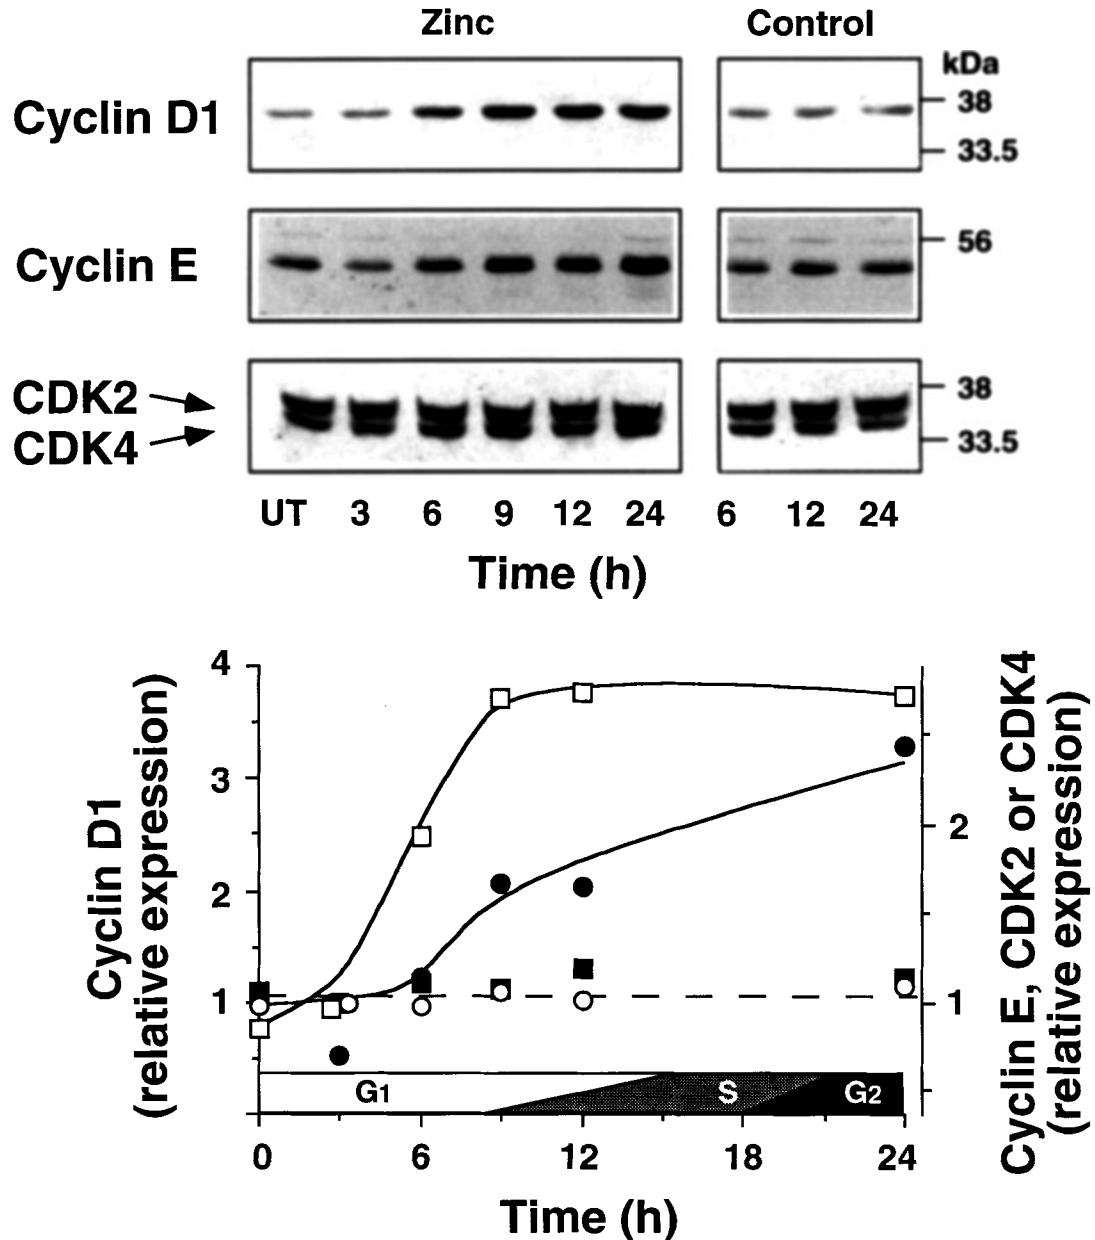 Zinc
Control
kDa
Cyclin D1
38
33.5
Cyclin E
56
CDK2
CDK4
38
33.5
UT 3 6 9 12 24
6 12 24
Time (h)
Cyclin D1
(relative expression)
4
3
2
1
2
1
Cyclin E, CDK2 or CDK4
(relative expression)
G1
S
G2
0 6 12 18 24
Time (h)